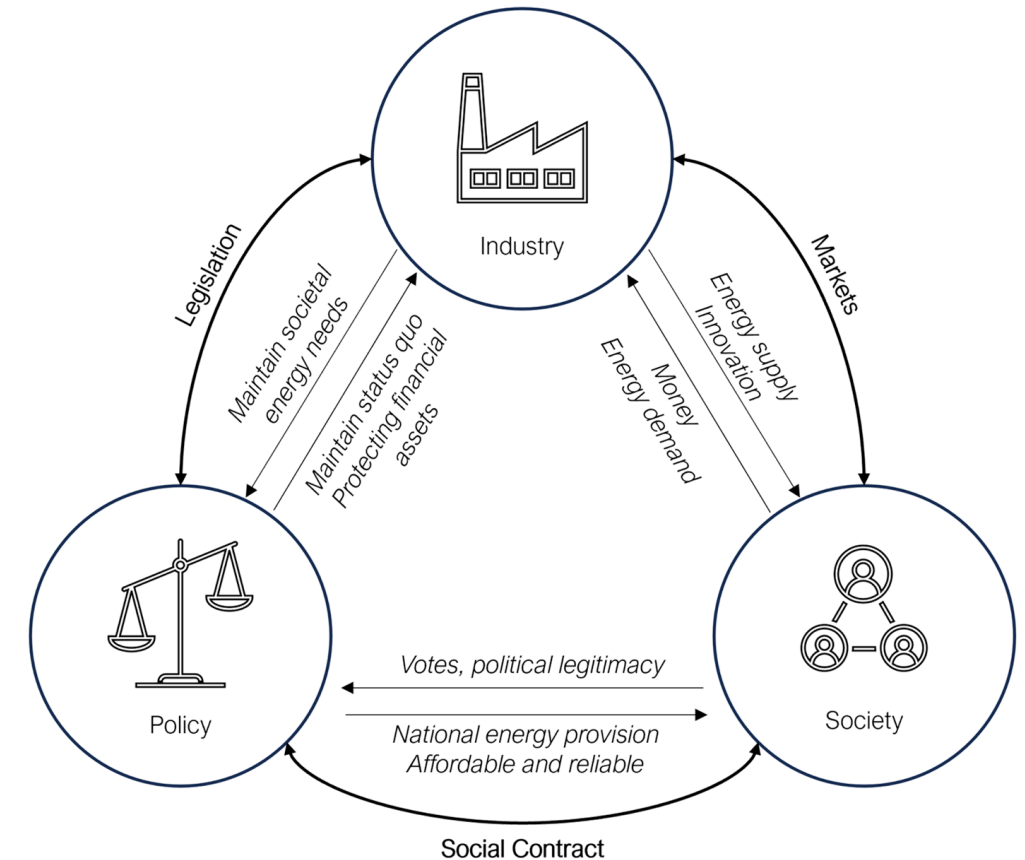 Industry
Legislation
Markets
Maintain societal
energy needs
Maintain status quo
Protecting financial
assets
Energy supply
Innovation
Money
Energy demand
Policy
Society
Votes, political legitimacy
National energy provision
Affordable and reliable
Social Contract